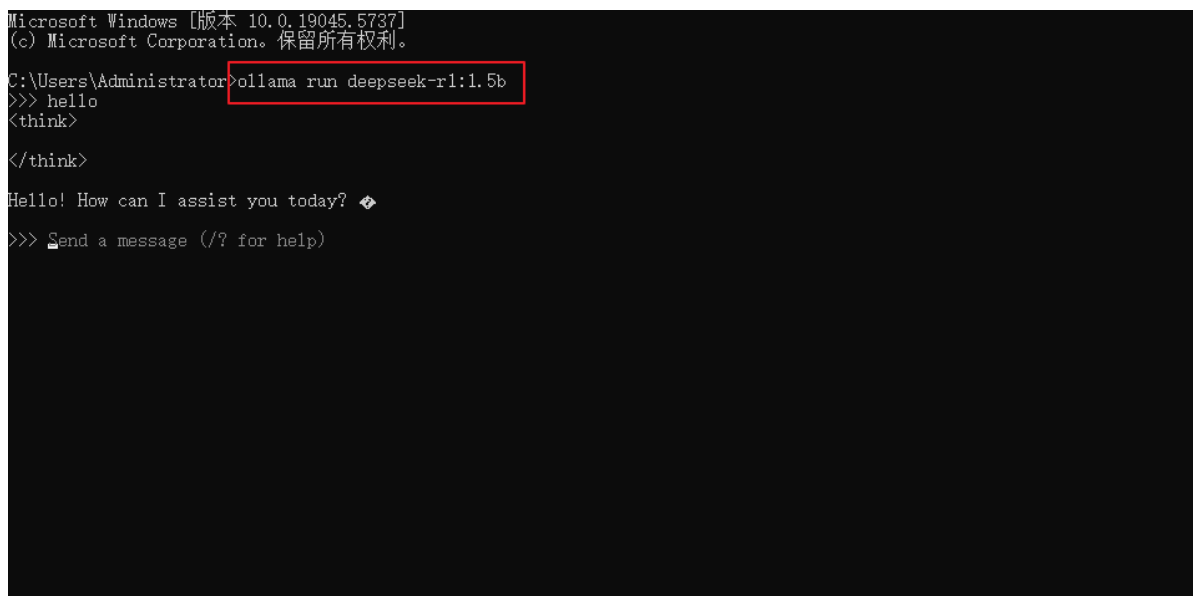 Microsoft Windows [版本 10.0.19045.5737]
(c) Microsoft Corporation。保留所有权利。
C:\Users\Administrator>ollama run deepseek-r1:1.5b
>>> hello
<think>
</think>
Hello! How can I assist you today? �
>>> Send a message (/? for help)